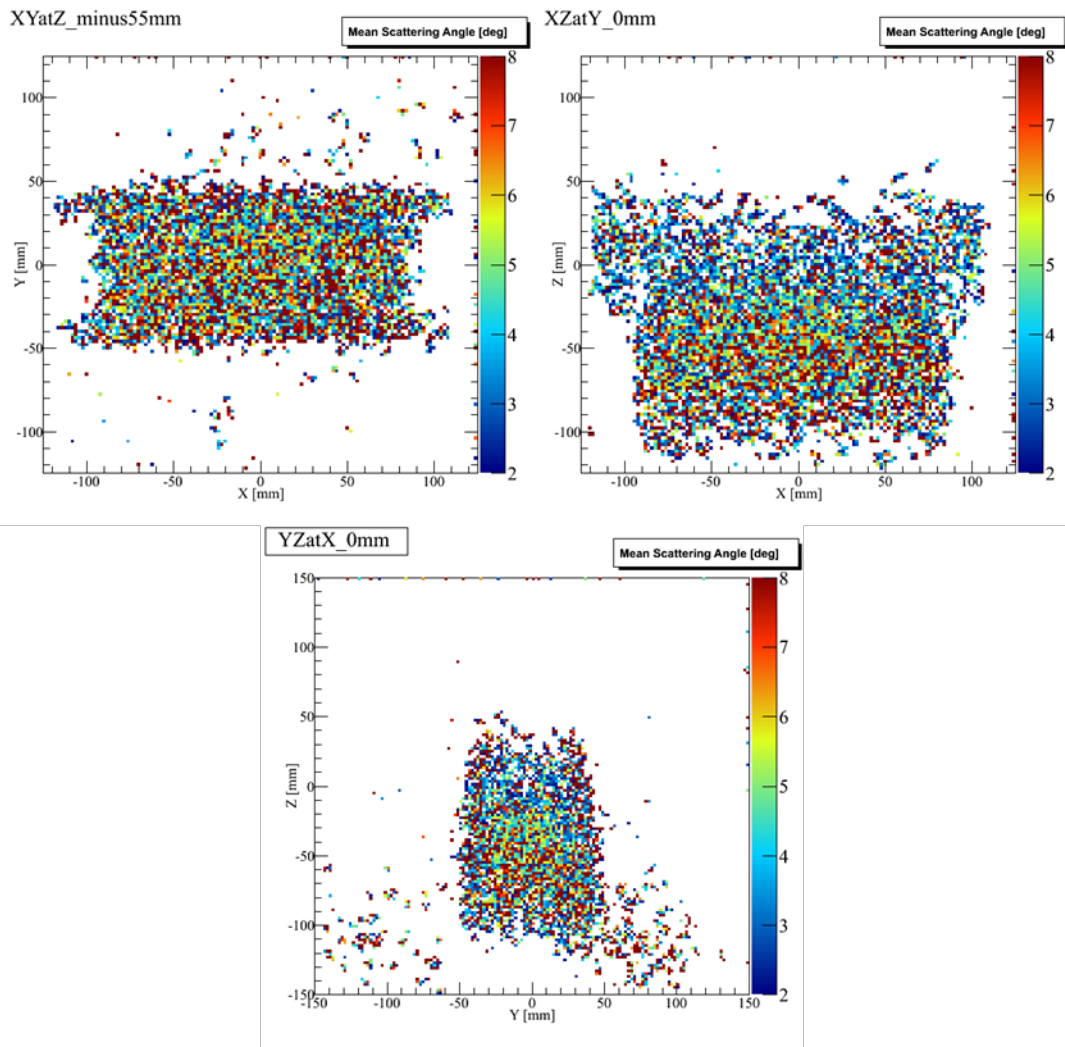 XYatZ_minus55mm
Mean Scattering Angle [deg]
8
7
6
5
4
3
2
100
50
0
-50
-100
Y [mm]
-100 -50 0 50 100
X [mm]
XZatY_0mm
Mean Scattering Angle [deg]
8
7
6
5
4
3
2
100
50
0
-50
-100
Z [mm]
-100 -50 0 50 100
X [mm]
YZatX_0mm
Mean Scattering Angle [deg]
8
7
6
5
4
3
2
150
100
50
0
-50
-100
-150
Z [mm]
-150 -100 -50 0 50 100 150
Y [mm]